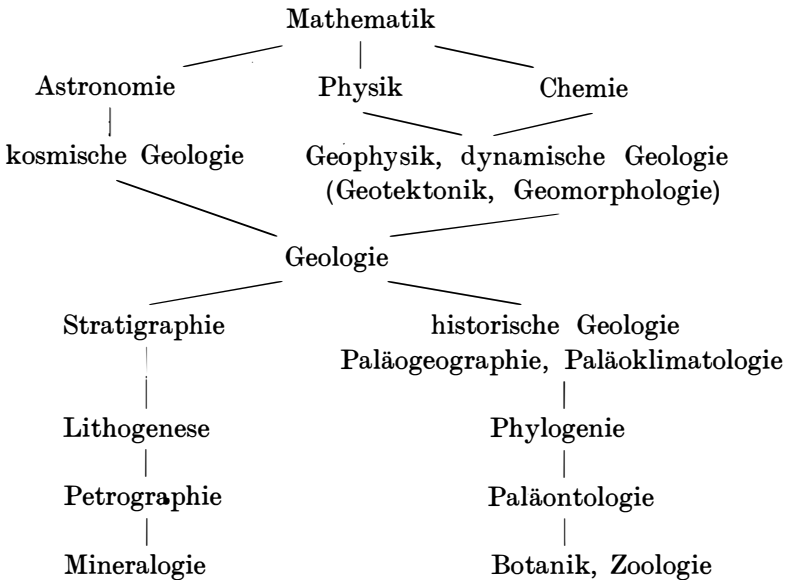 Mathematik
Astronomie Physik Chemie
kosmische Geologie Geophysik, dynamische Geologie
(Geotektonik, Geomorphologie)
Geologie
Stratigraphie historische Geologie
Paläogeographie, Paläoklimatologie
Lithogenese Phylogenie
Petrographie Paläontologie
Mineralogie Botanik, Zoologie